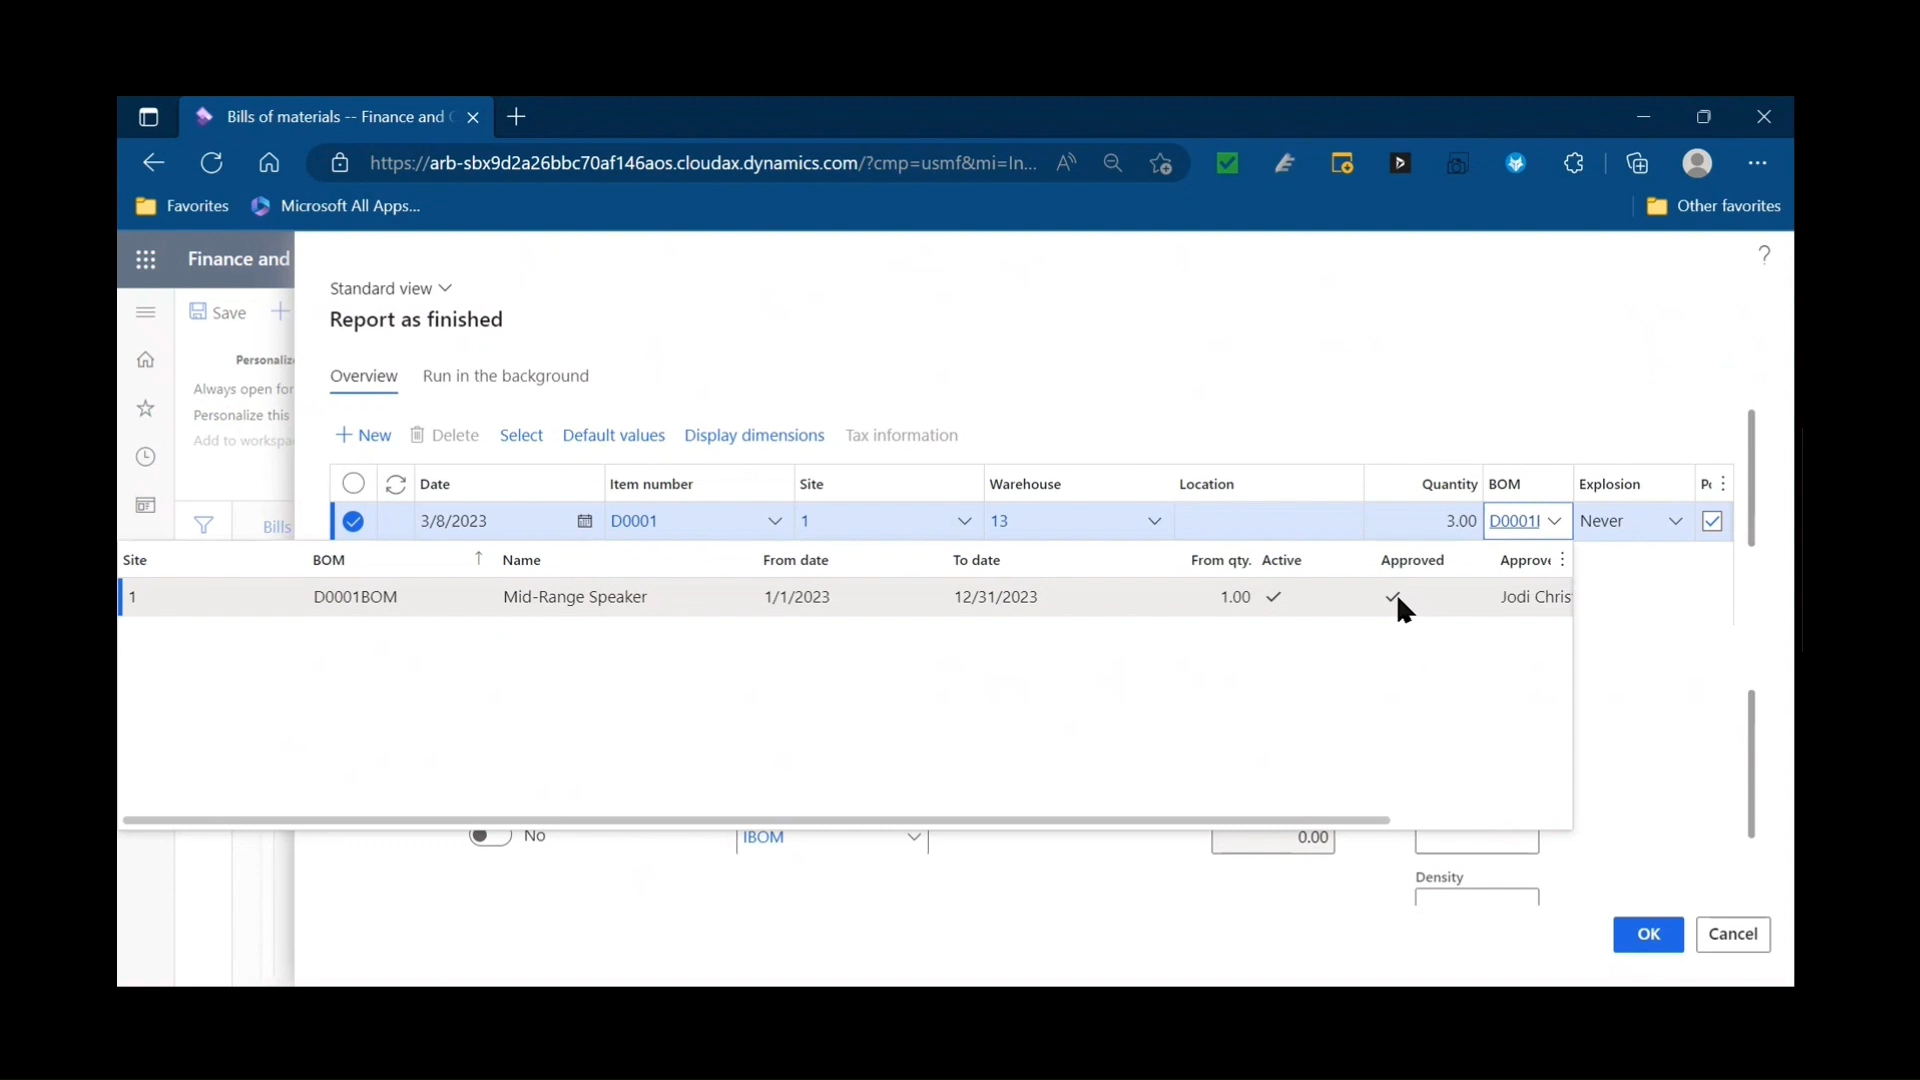 Bills of materials -- Finance and
https://arb-sbx9d2a26bbc70af146aos.cloudax.dynamics.com/?cmp=usmf&mi=In...
Favorites Microsoft All Apps... Other favorites
Finance and
?
Standard view
Save
Report as finished
Personaliz
Overview Run in the background
Always open for
Personalize this
Add to workspa
New Delete Select Default values Display dimensions Tax information
Date Item number Site Warehouse Location Quantity BOM Explosion
3/8/2023 D0001 1 13 3.00 D0001 Never
Bills
Site BOM Name From date To date From qty. Active Approved Approve
1 D0001BOM Mid-Range Speaker 1/1/2023 12/31/2023 1.00 Jodi Chris
No IBOM 0.00
Density
OK Cancel